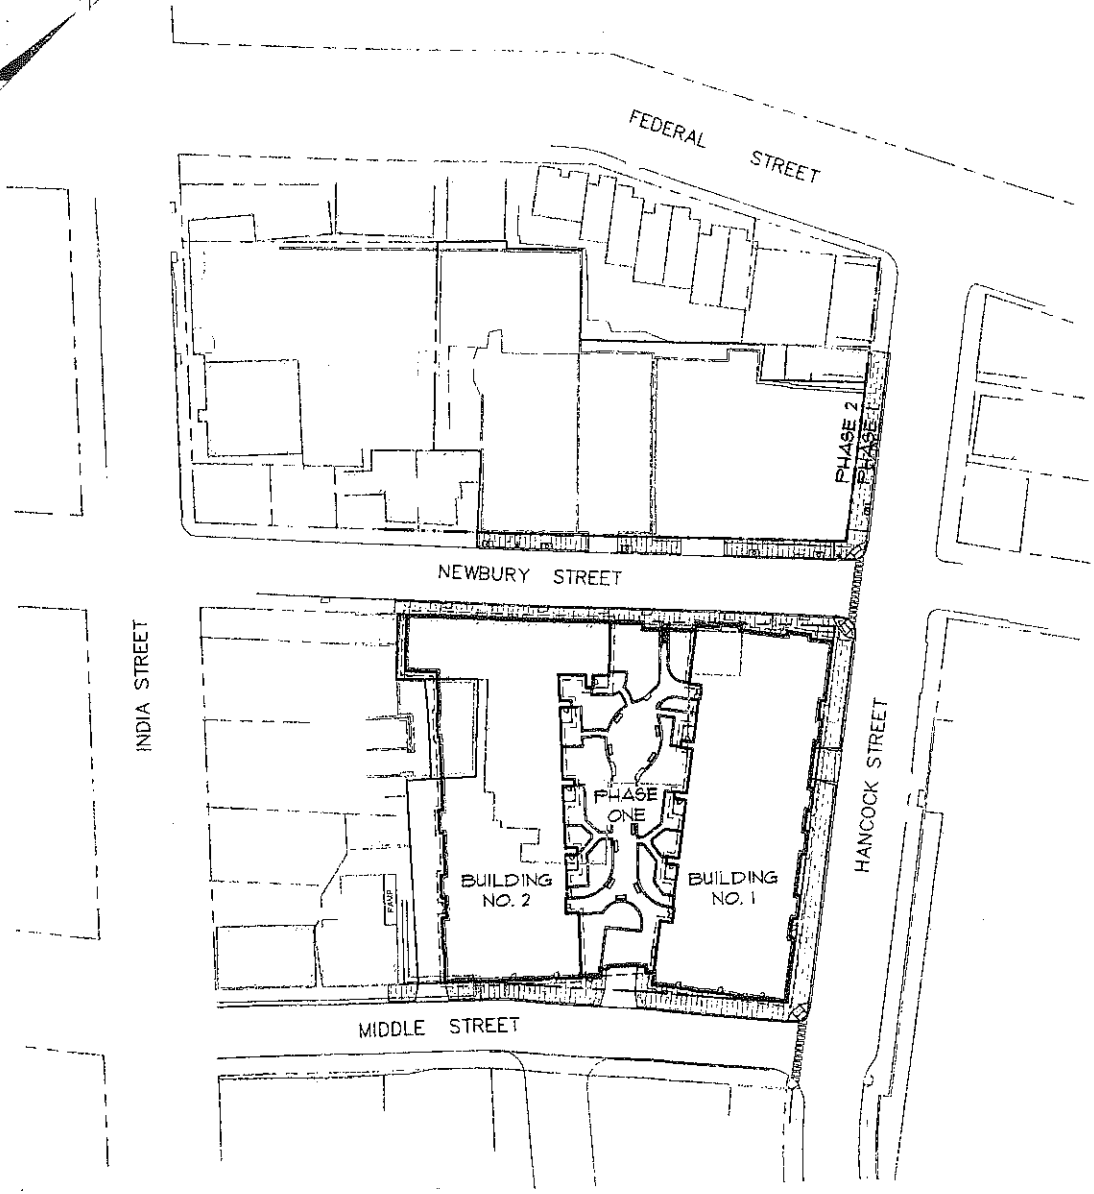 FEDERAL STREET
PHASE 2
PHASE 1
NEWBURY STREET
INDIA STREET
HANCOCK STREET
PHASE
ONE
BUILDING
NO. 2
BUILDING
NO. 1
RAMP
MIDDLE STREET